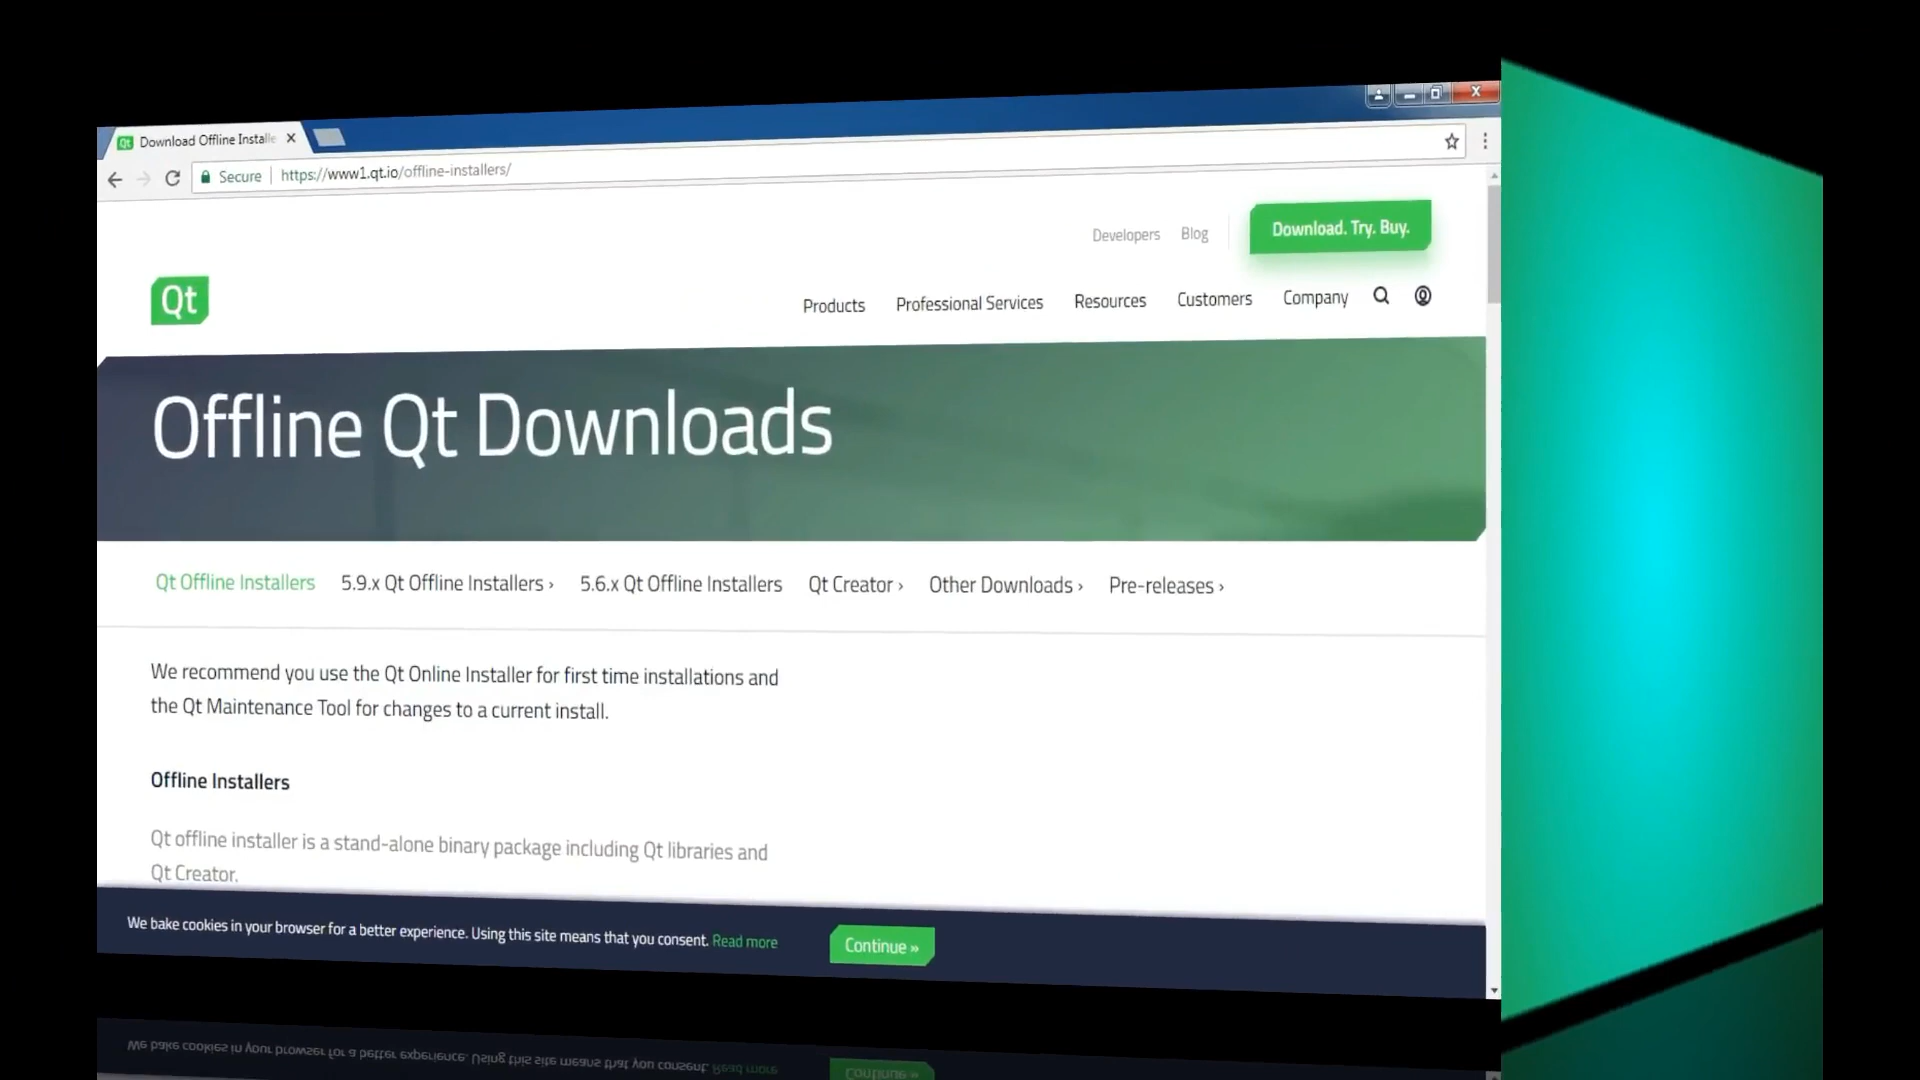 Qt Download Offline Installe
Secure https://www1.qt.io/offline-installers/
Developers Blog Download. Try. Buy.
Qt
Products Professional Services Resources Customers Company
Offline Qt Downloads
Qt Offline Installers 5.9.x Qt Offline Installers › 5.6.x Qt Offline Installers Qt Creator › Other Downloads › Pre-releases ›
We recommend you use the Qt Online Installer for first time installations and
the Qt Maintenance Tool for changes to a current install.
Offline Installers
Qt offline installer is a stand-alone binary package including Qt libraries and
Qt Creator.
We bake cookies in your browser for a better experience. Using this site means that you consent. Read more
Continue »